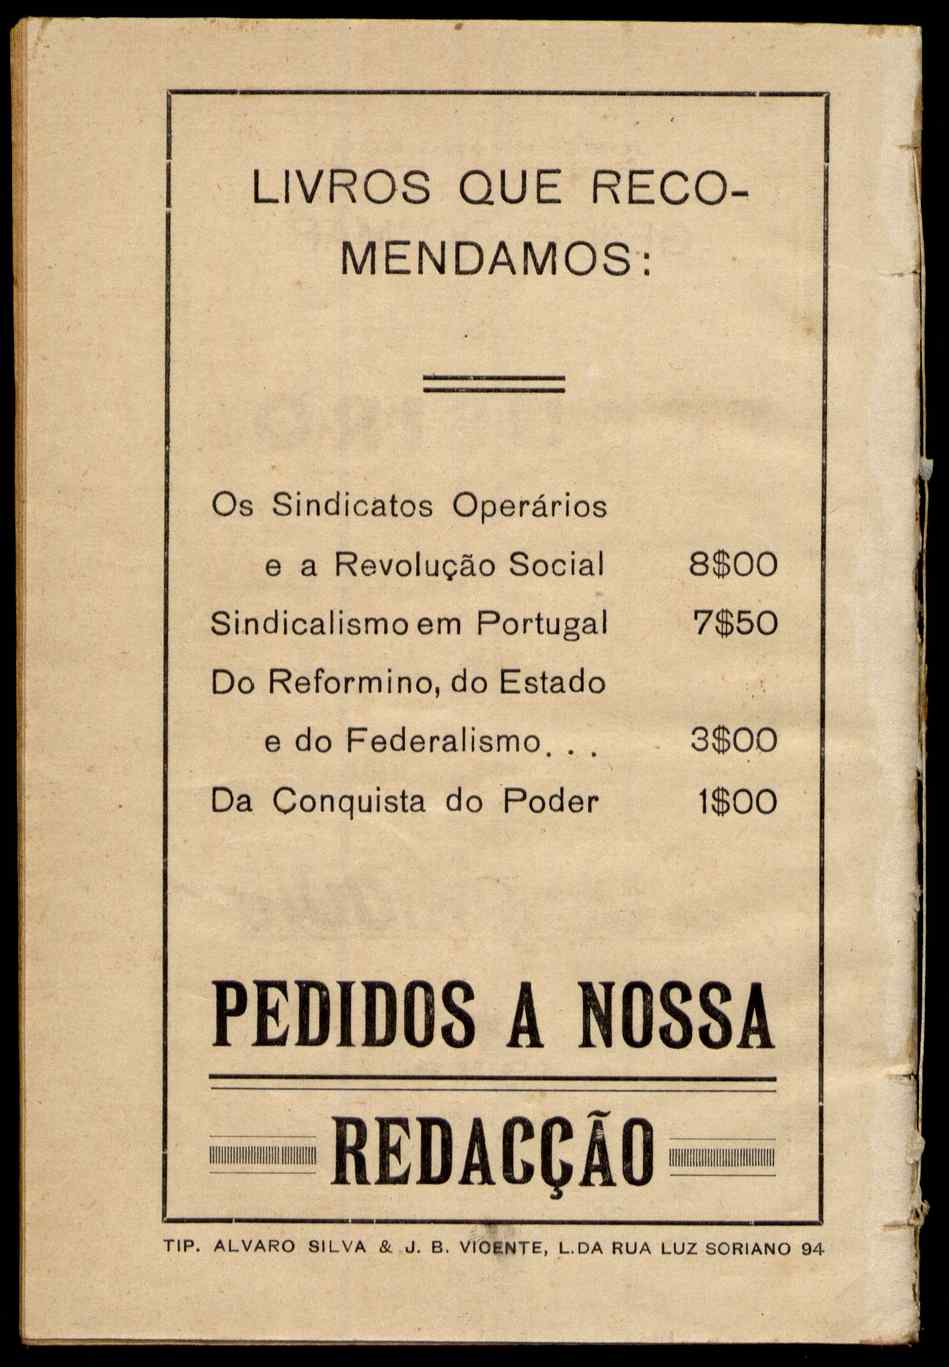 LIVROS QUE RECO-
MENDAMOS:
Os Sindicatos Operários
e a Revolução Social 8$00
Sindicalismo em Portugal 7$50
Do Reformino, do Estado
e do Federalismo. . . 3$00
Da Conquista do Poder 1$00
PEDIDOS A NOSSA
REDACÇÃO
TIP. ALVARO SILVA & J. B. VICENTE, L.DA RUA LUZ SORIANO 94